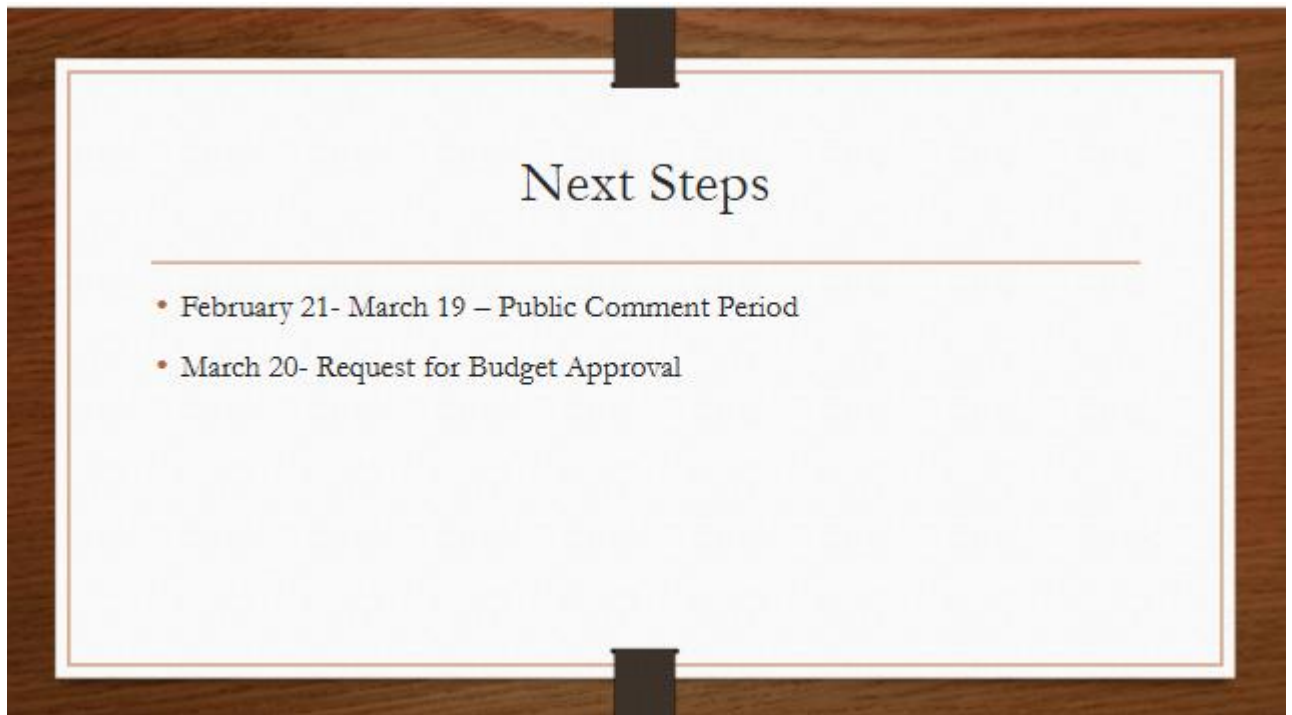 Next Steps
• February 21- March 19 – Public Comment Period
• March 20- Request for Budget Approval